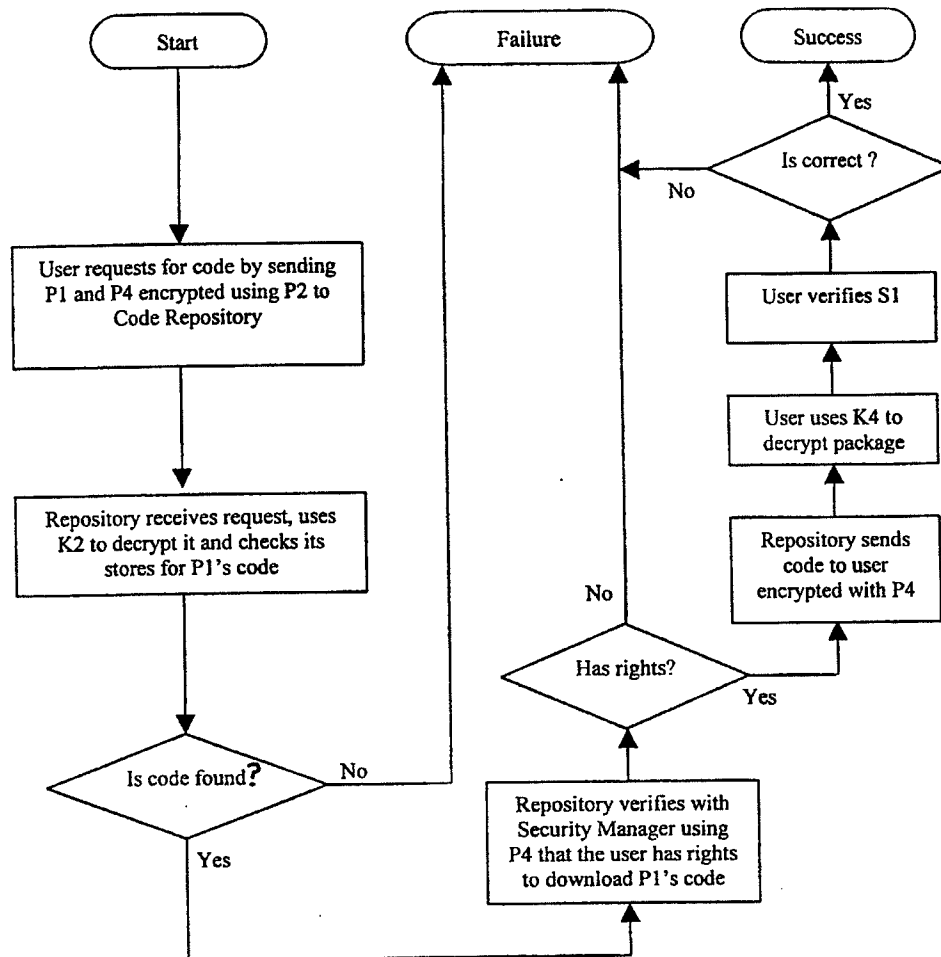 Start
Failure
Success
Yes
Is correct ?
No
User requests for code by sending
P1 and P4 encrypted using P2 to
Code Repository
User verifies S1
User uses K4 to
decrypt package
Repository receives request, uses
K2 to decrypt it and checks its
stores for P1's code
Repository sends
code to user
encrypted with P4
No
Has rights?
Yes
Is code found?
No
Yes
Repository verifies with
Security Manager using
P4 that the user has rights
to download P1's code